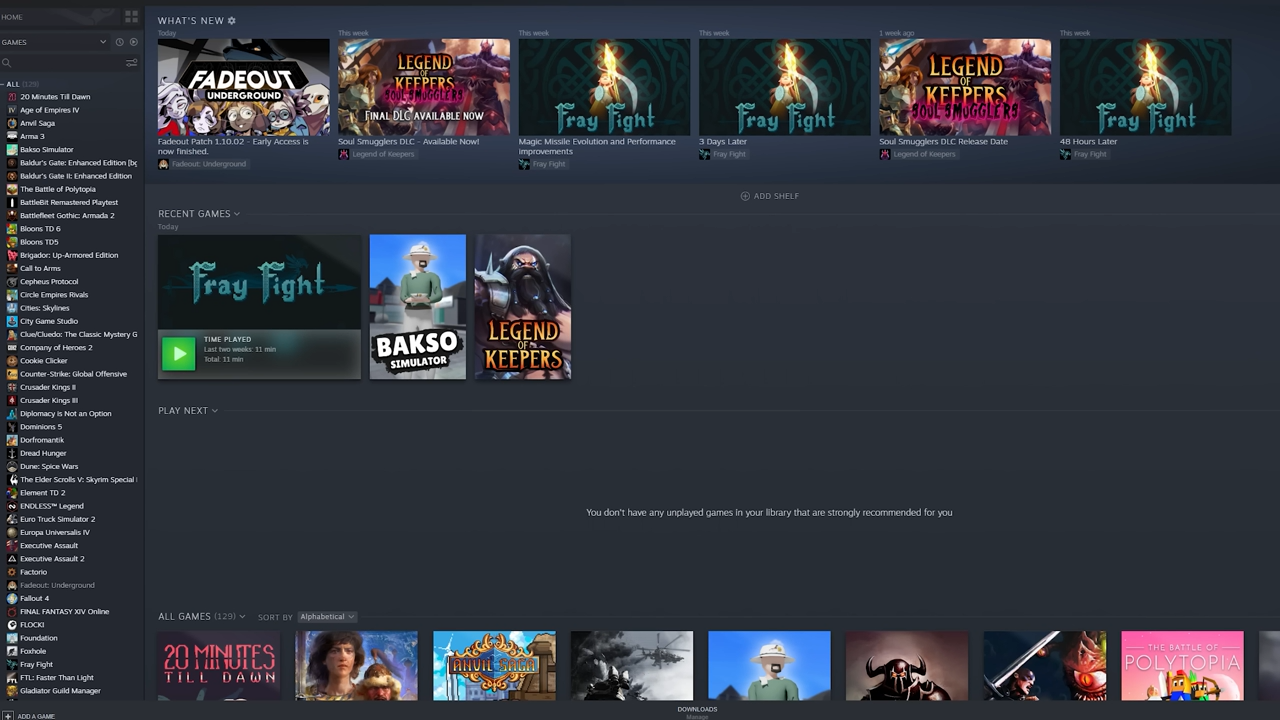 HOME
GAMES
ALL (129)
20 Minutes Till Dawn
Age of Empires IV
Anvil Saga
Arma 3
Bakso Simulator
Baldur's Gate: Enhanced Edition [bg
Baldur's Gate II: Enhanced Edition
The Battle of Polytopia
BattleBit Remastered Playtest
Battlefleet Gothic: Armada 2
Bloons TD 6
Bloons TD5
Brigador: Up-Armored Edition
Call to Arms
Cepheus Protocol
Circle Empires Rivals
Cities: Skylines
City Game Studio
Clue/Cluedo: The Classic Mystery G
Company of Heroes 2
Cookie Clicker
Counter-Strike: Global Offensive
Crusader Kings II
Crusader Kings III
Diplomacy is Not an Option
Dominions 5
Dorfromantik
Dread Hunger
Dune: Spice Wars
The Elder Scrolls V: Skyrim Special
Element TD 2
ENDLESS™ Legend
Euro Truck Simulator 2
Europa Universalis IV
Executive Assault
Executive Assault 2
Factorio
Fadeout: Underground
Fallout 4
FINAL FANTASY XIV Online
FLOCKI
Foundation
Foxhole
Fray Fight
FTL: Faster Than Light
Gladiator Guild Manager
ADD A GAME
WHAT'S NEW
Today
FADEOUT
UNDERGROUND
Fadeout Patch 1.10.02 - Early Access is
now finished.
Fadeout: Underground
This week
LEGEND
OF
KEEPERS
SOUL SMUGGLERS
FINAL DLC AVAILABLE NOW
Soul Smugglers DLC - Available Now!
Legend of Keepers
This week
Fray Fight
Magic Missile Evolution and Performance
improvements
Fray Fight
This week
Fray Fight
3 Days Later
Fray Fight
1 week ago
LEGEND
OF
KEEPERS
SOUL SMUGGLERS
Soul Smugglers DLC Release Date
Legend of Keepers
This week
Fray Fight
48 Hours Later
Fray Fight
ADD SHELF
RECENT GAMES
Today
Fray Fight
TIME PLAYED
Last two weeks: 11 min
Total: 11 min
BAKSO
SIMULATOR
LEGEND
OF
KEEPERS
PLAY NEXT
You don't have any unplayed games in your library that are strongly recommended for you
ALL GAMES (129)
SORT BY
Alphabetical
20 MINUTES
TILL DAWN
ANVIL SAGA
THE BATTLE OF
POLYTOPIA
DOWNLOADS
Manage